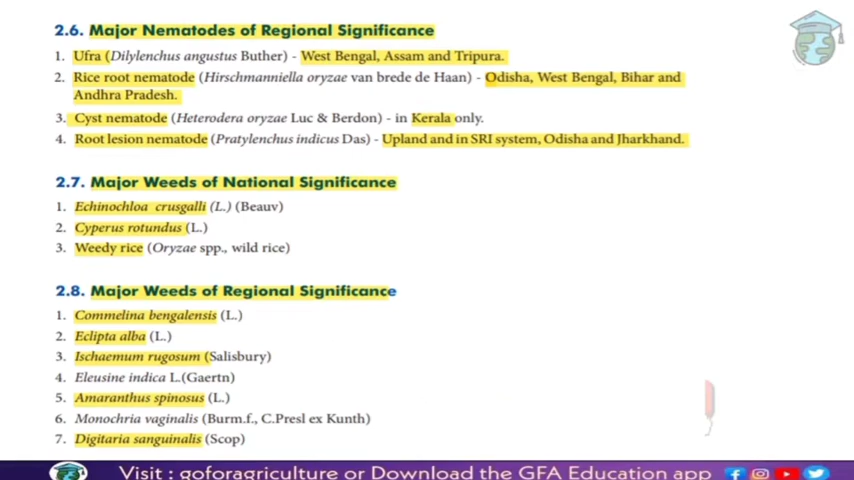 2.6. Major Nematodes of Regional Significance
1. Ufra (Dilylenchus angustus Buther) - West Bengal, Assam and Tripura.
2. Rice root nematode (Hirschmanniella oryzae van brede de Haan) - Odisha, West Bengal, Bihar and
Andhra Pradesh.
3. Cyst nematode (Heterodera oryzae Luc & Berdon) - in Kerala only.
4. Root lesion nematode (Pratylenchus indicus Das) - Upland and in SRI system, Odisha and Jharkhand.
2.7. Major Weeds of National Significance
1. Echinochloa crusgalli (L.) (Beauv)
2. Cyperus rotundus (L.)
3. Weedy rice (Oryzae spp., wild rice)
2.8. Major Weeds of Regional Significance
1. Commelina bengalensis (L.)
2. Eclipta alba (L.)
3. Ischaemum rugosum (Salisbury)
4. Eleusine indica L.(Gaertn)
5. Amaranthus spinosus (L.)
6. Monochria vaginalis (Burm.f., C.Presl ex Kunth)
7. Digitaria sanguinalis (Scop)
Visit : goforagriculture or Download the GFA Education app